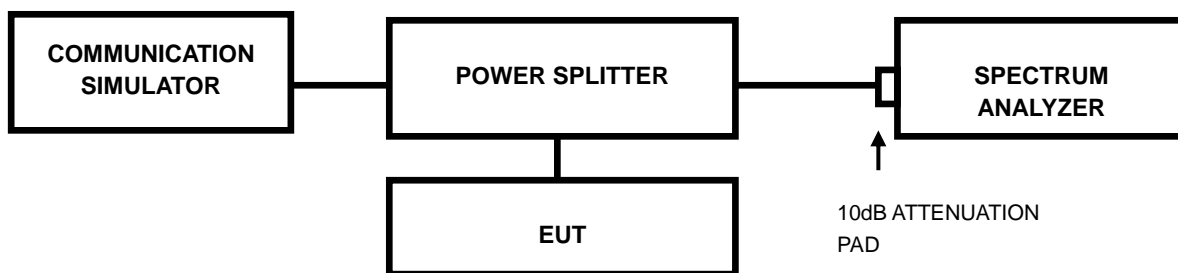 COMMUNICATION
SIMULATOR
POWER SPLITTER
SPECTRUM
ANALYZER
EUT
10dB ATTENUATION
PAD